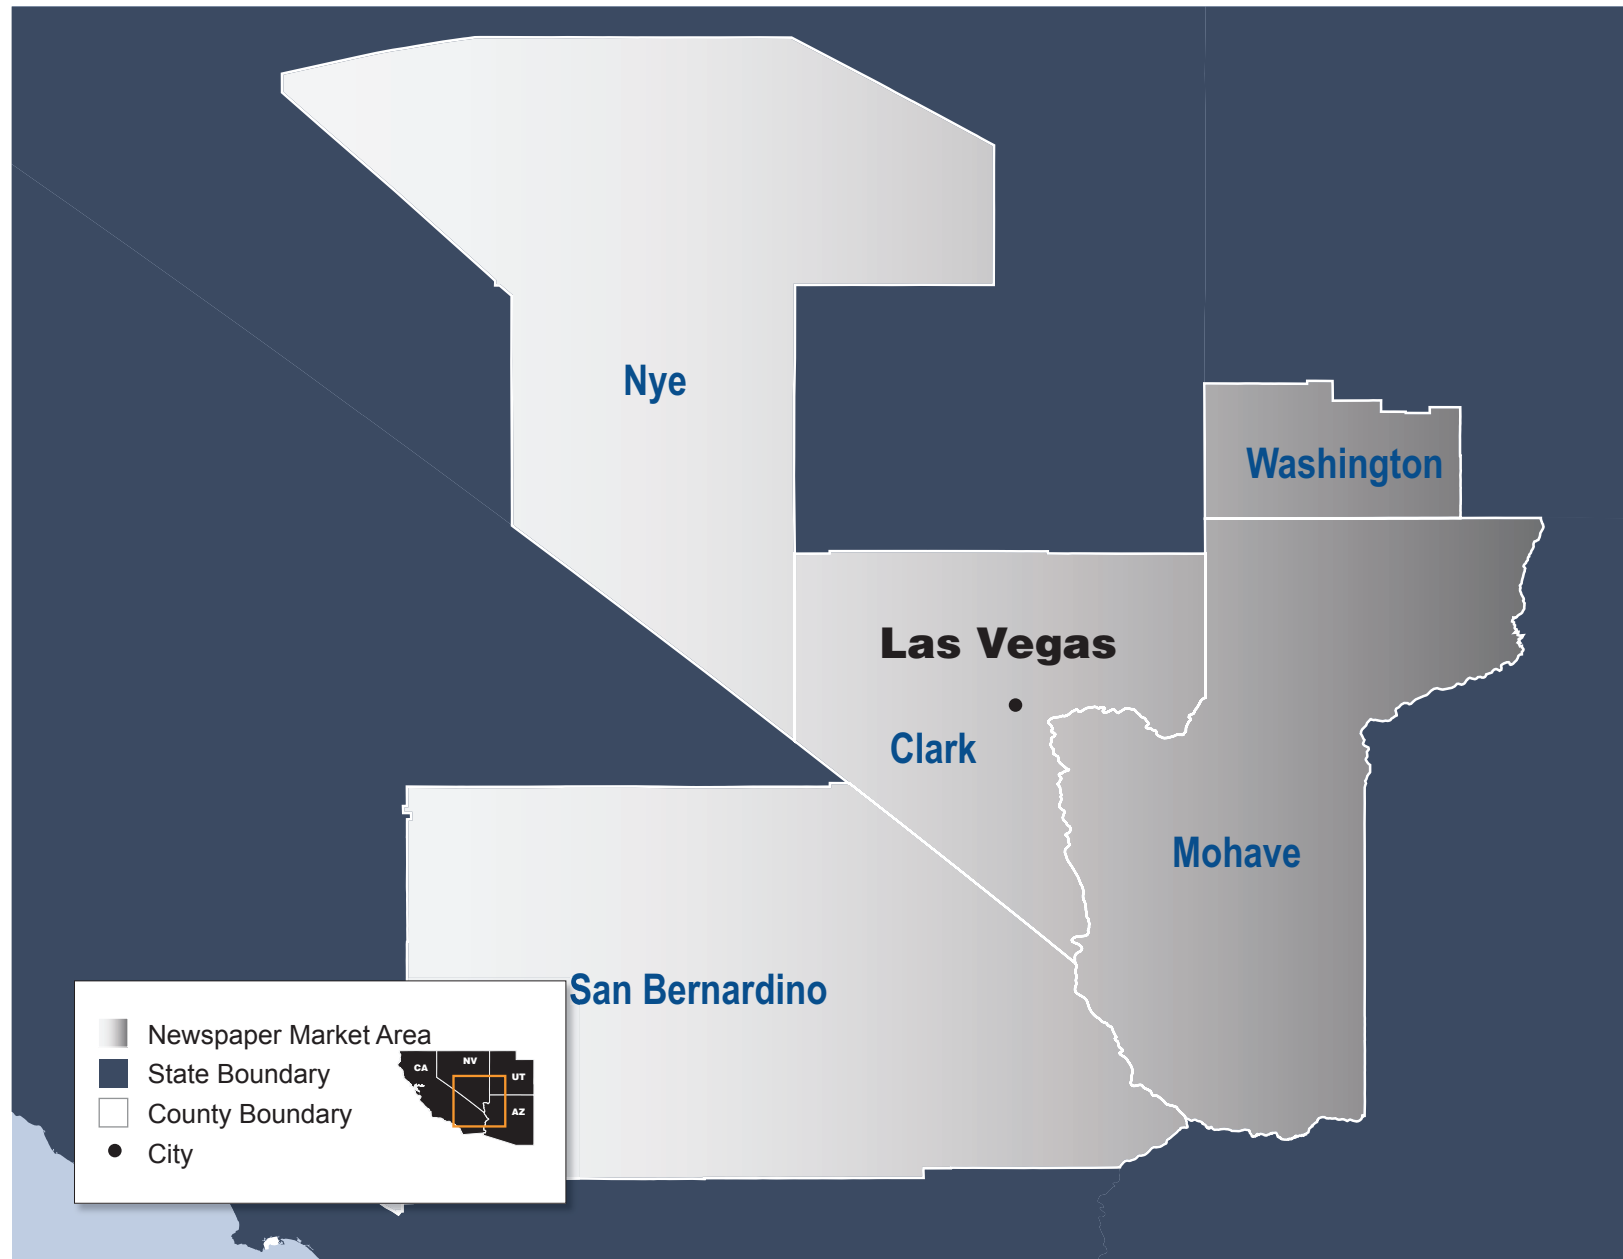 Nye
Washington
Las Vegas
Clark
Mohave
San Bernardino
Newspaper Market Area
State Boundary
County Boundary
City
CA
NV
UT
AZ